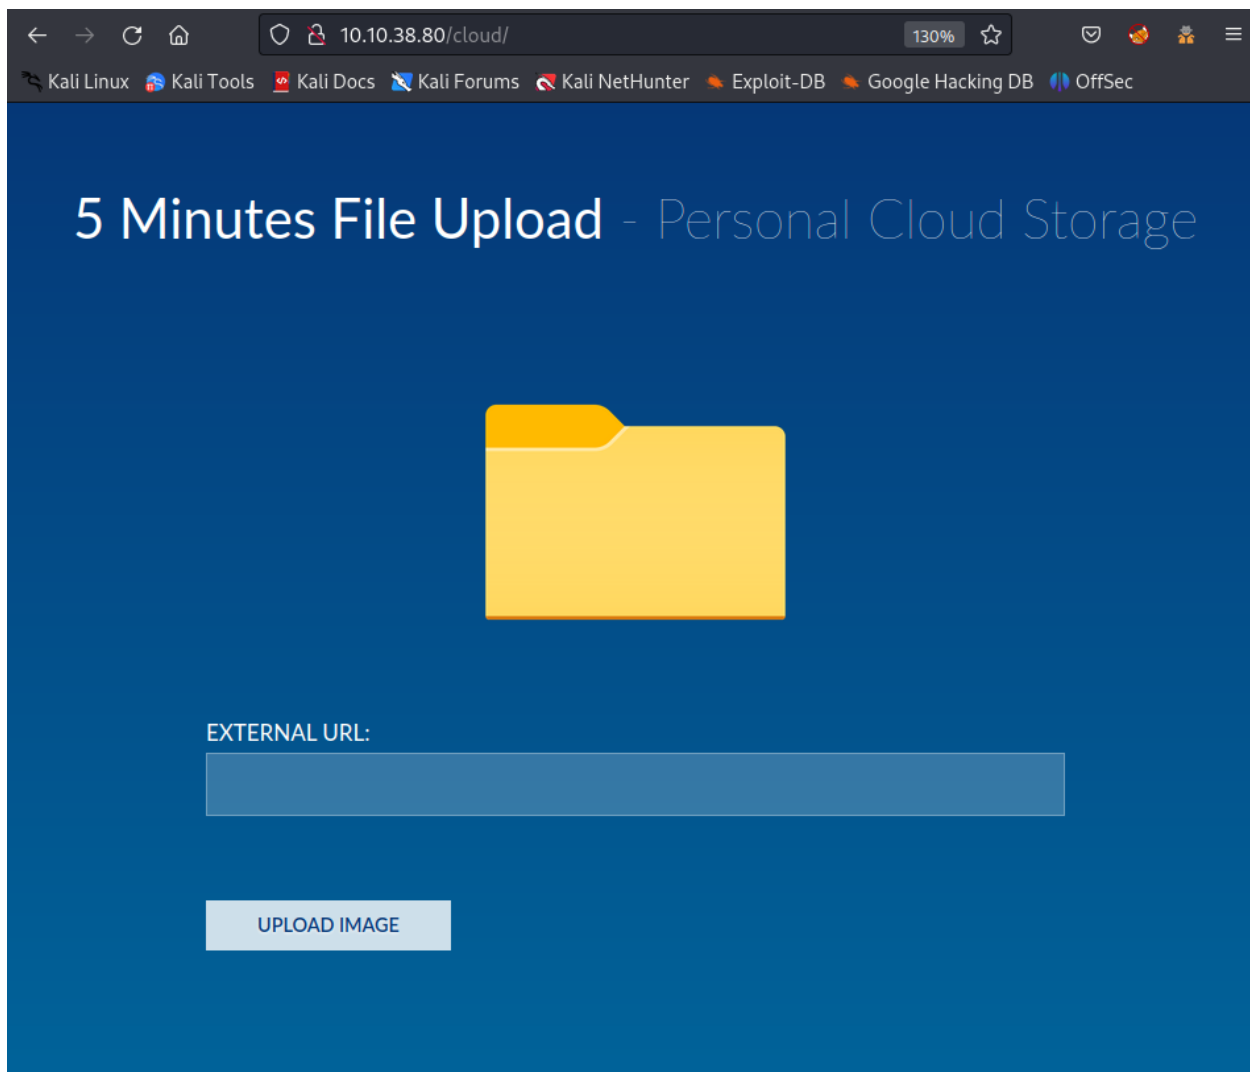 10.10.38.80/cloud/ 130%
Kali Linux Kali Tools Kali Docs Kali Forums Kali NetHunter Exploit-DB Google Hacking DB OffSec
5 Minutes File Upload - Personal Cloud Storage
EXTERNAL URL:
UPLOAD IMAGE